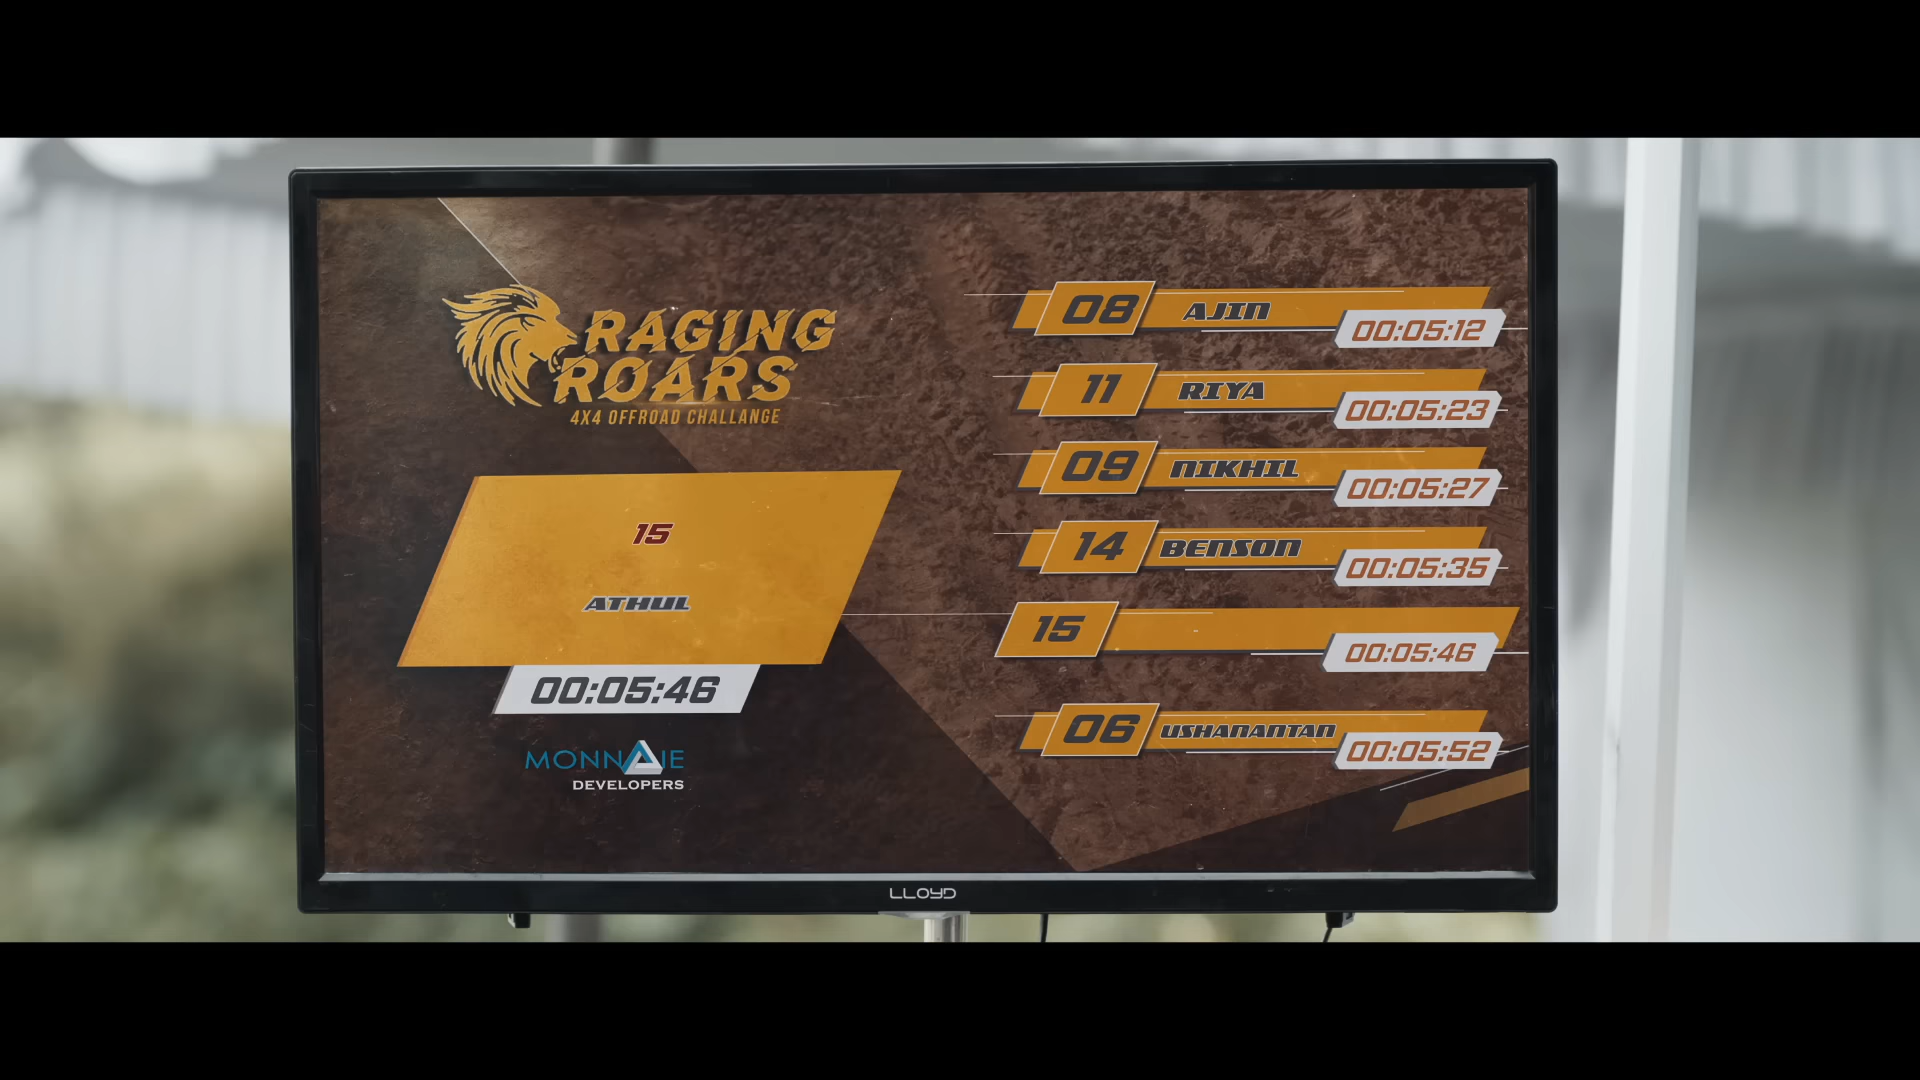 RAGING
ROARS
4X4 OFFROAD CHALLANGE
15
ATHUL
00:05:46
MONNAIE
DEVELOPERS
08 AJIN 00:05:12
11 RIYA 00:05:23
09 NIKHIL 00:05:27
14 BENSON 00:05:35
15 00:05:46
06 USHANANTAN 00:05:52
LLOYD